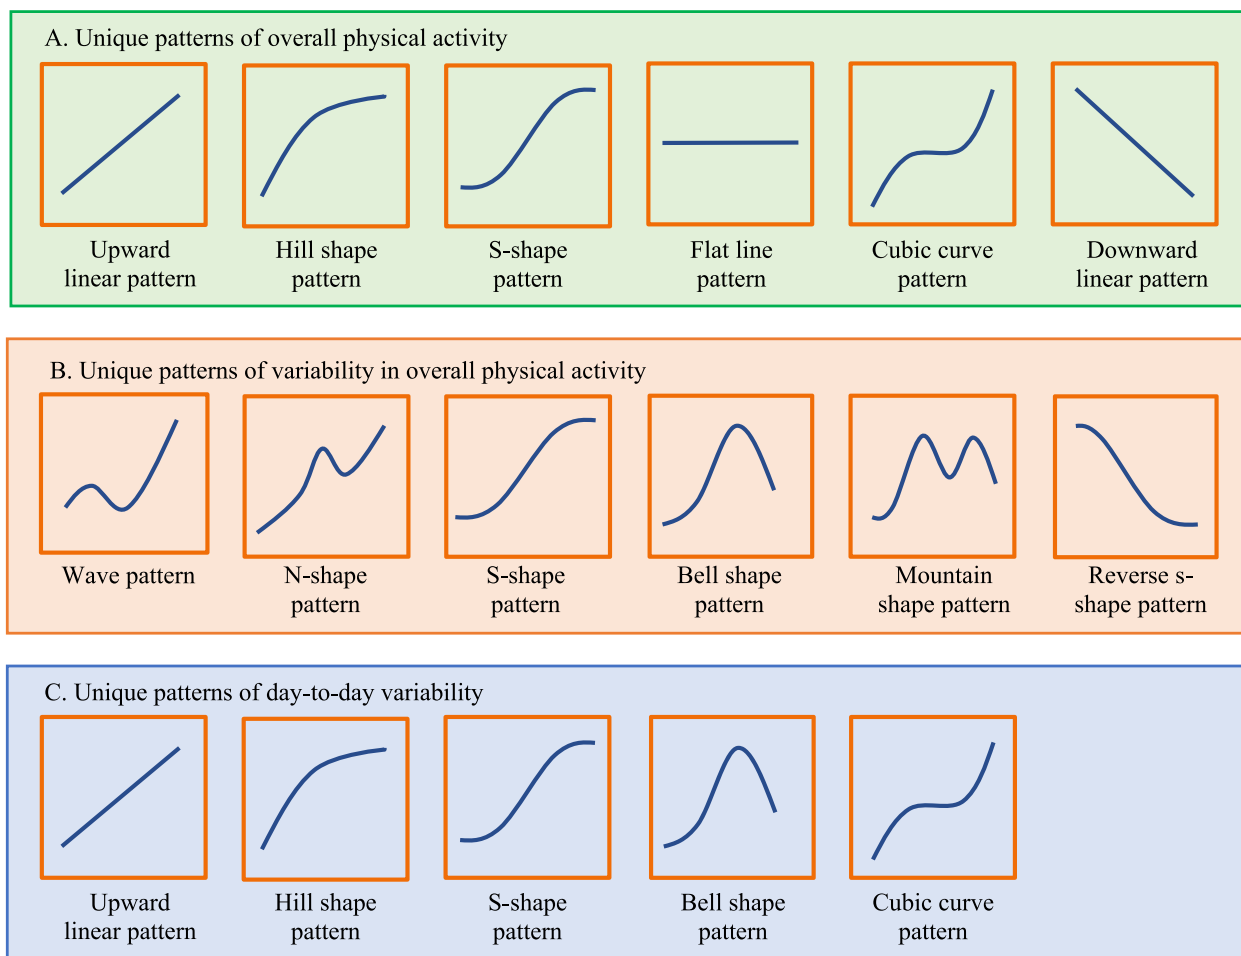 A. Unique patterns of overall physical activity
Upward
linear pattern
Hill shape
pattern
S-shape
pattern
Flat line
pattern
Cubic curve
pattern
Downward
linear pattern
B. Unique patterns of variability in overall physical activity
Wave pattern
N-shape
pattern
S-shape
pattern
Bell shape
pattern
Mountain
shape pattern
Reverse s-
shape pattern
C. Unique patterns of day-to-day variability
Upward
linear pattern
Hill shape
pattern
S-shape
pattern
Bell shape
pattern
Cubic curve
pattern